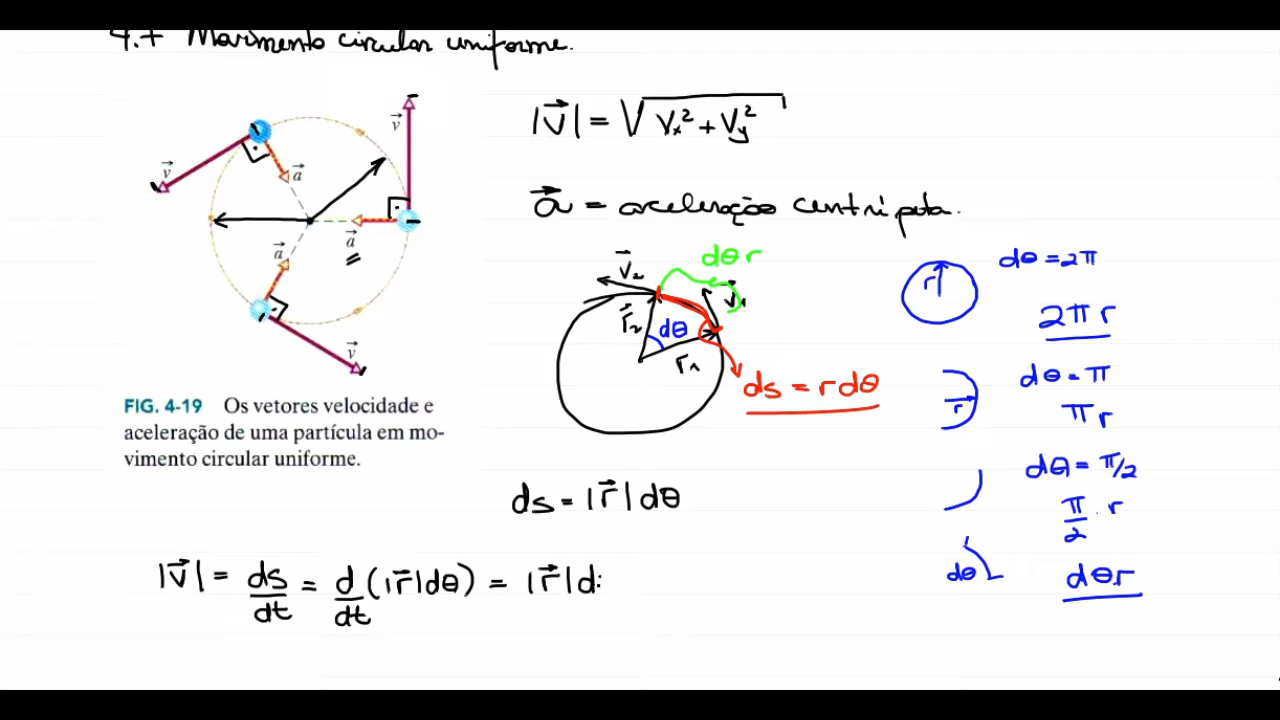 4.7 Movimento circular uniforme.
v⃗
a⃗
v⃗
a⃗
a⃗
v⃗
FIG. 4-19 Os vetores velocidade e
aceleração de uma partícula em mo-
vimento circular uniforme.
|v⃗| = √(Vx² + Vy²)
a⃗ = aceleração centrípeta.
dθ r
V⃗₂
V⃗₁
r⃗₂
dθ
r₁
ds = r dθ
ds = |r⃗| dθ
|v⃗| = ds/dt = d/dt (|r⃗| dθ) = |r⃗| d
r
dθ = 2π
2π r
r
dθ = π
π r
dθ = π/2
π/2 . r
dθ
dθ r